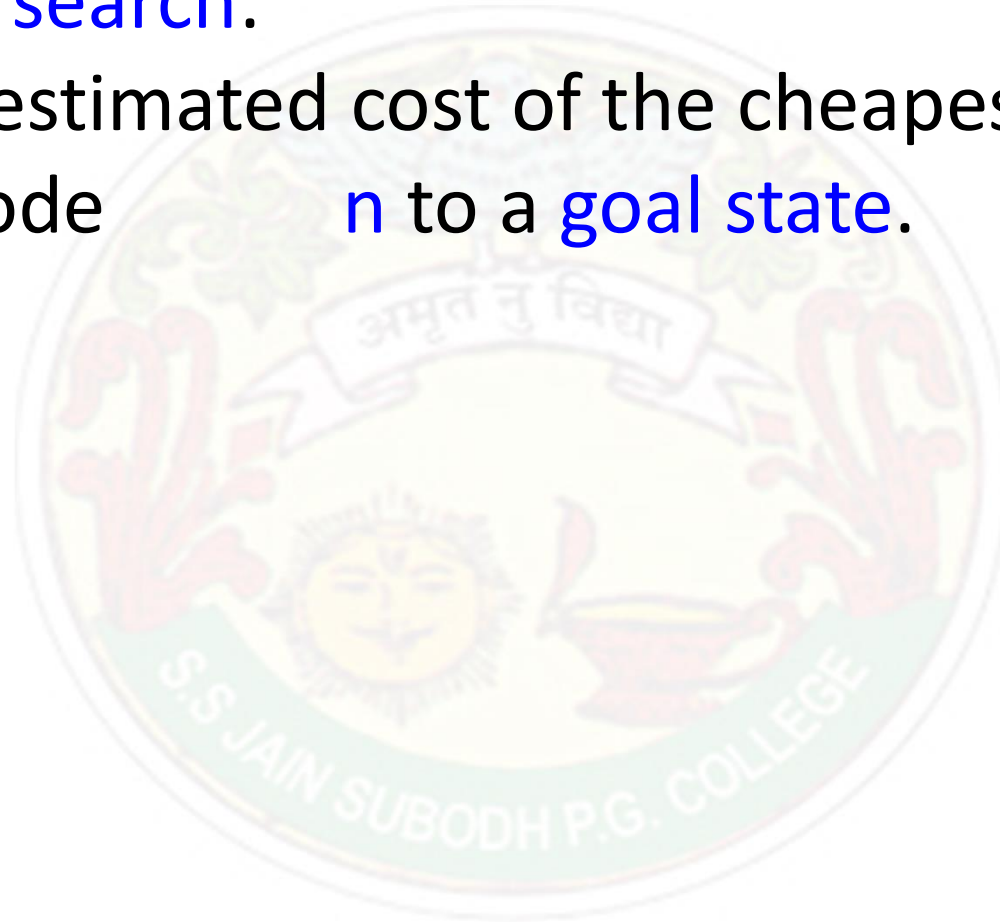 search.
estimated cost of the cheapes
ode n to a goal state.
अमृतं नु विद्या
S.S JAIN SUBODH P.G. COLLEGE